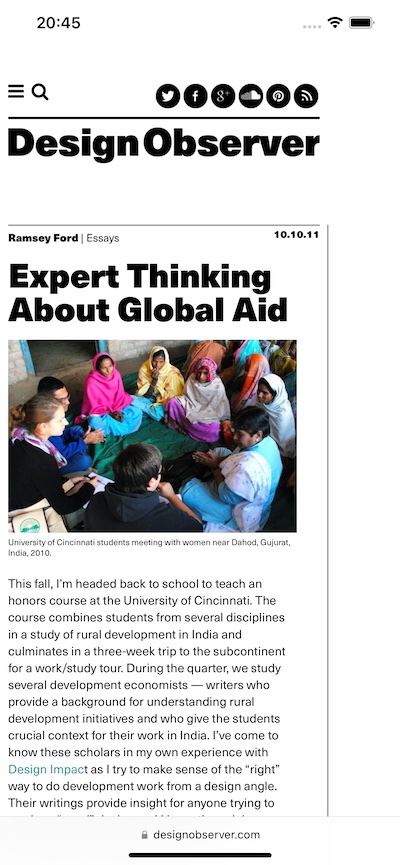 20:45
DesignObserver
Ramsey Ford | Essays
10.10.11
Expert Thinking
About Global Aid
University of Cincinnati students meeting with women near Dahod, Gujurat,
India, 2010.
This fall, I'm headed back to school to teach an
honors course at the University of Cincinnati. The
course combines students from several disciplines
in a study of rural development in India and
culminates in a three-week trip to the subcontinent
for a work/study tour. During the quarter, we study
several development economists — writers who
provide a background for understanding rural
development initiatives and who give the students
crucial context for their work in India. I've come to
know these scholars in my own experience with
Design Impact as I try to make sense of the “right”
way to do development work from a design angle.
Their writings provide insight for anyone trying to
designobserver.com